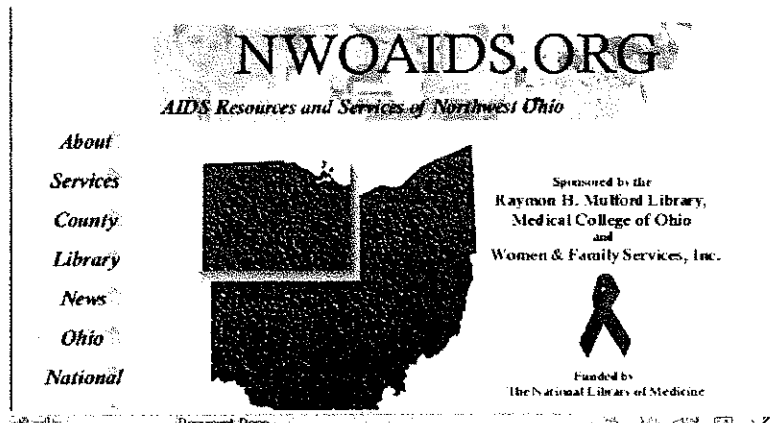 NWOAIDS.ORG
AIDS Resources and Services of Northwest Ohio
About
Services
County
Library
News
Ohio
National
Sponsored by the
Raymon H. Mulford Library,
Medical College of Ohio
and
Women & Family Services, Inc.
Funded by
The National Library of Medicine
Document Done